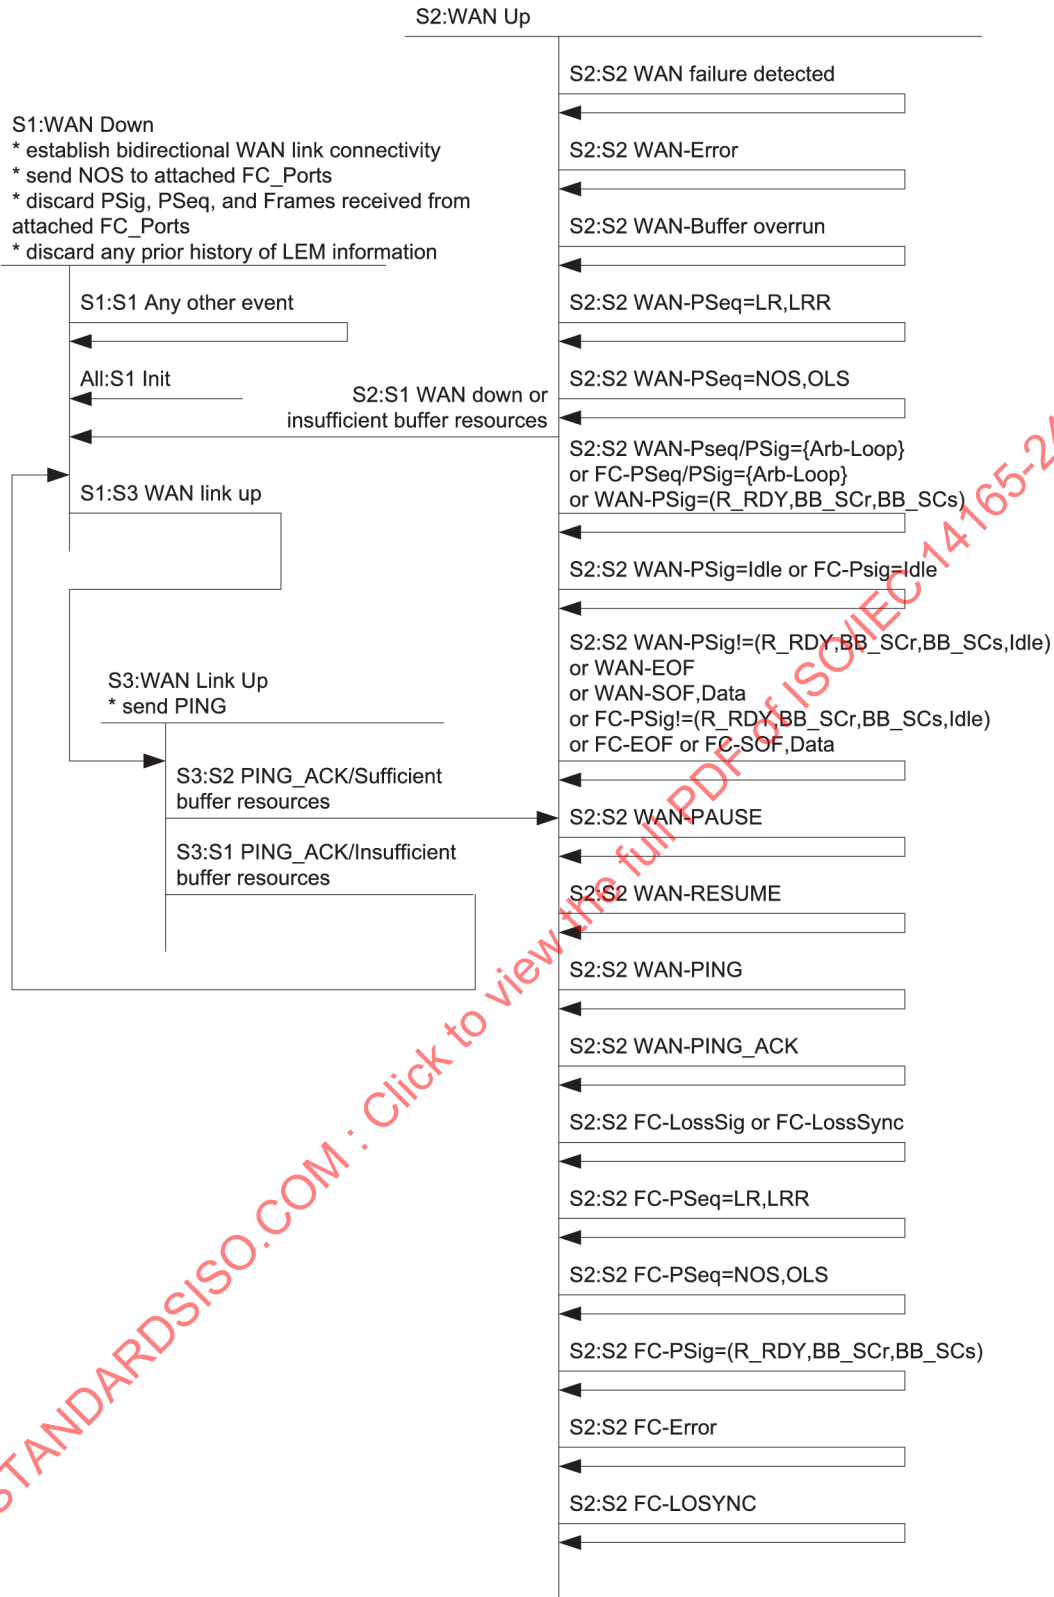 S2:WAN Up
S2:S2 WAN failure detected
S1:WAN Down
* establish bidirectional WAN link connectivity
* send NOS to attached FC_Ports
* discard PSig, PSeq, and Frames received from
attached FC_Ports
* discard any prior history of LEM information
S2:S2 WAN-Error
S2:S2 WAN-Buffer overrun
S1:S1 Any other event
S2:S2 WAN-PSeq=LR,LRR
All:S1 Init
S2:S1 WAN down or
insufficient buffer resources
S2:S2 WAN-PSeq=NOS,OLS
S2:S2 WAN-Pseq/PSig={Arb-Loop}
or FC-PSeq/PSig={Arb-Loop}
or WAN-PSig=(R_RDY,BB_SCr,BB_SCs)
S1:S3 WAN link up
S2:S2 WAN-PSig=Idle or FC-Psig=Idle
S2:S2 WAN-PSig!=(R_RDY,BB_SCr,BB_SCs,Idle)
or WAN-EOF
or WAN-SOF,Data
or FC-PSig!=(R_RDY,BB_SCr,BB_SCs,Idle)
or FC-EOF or FC-SOF,Data
S3:WAN Link Up
* send PING
S3:S2 PING_ACK/Sufficient
buffer resources
S2:S2 WAN-PAUSE
S3:S1 PING_ACK/Insufficient
buffer resources
S2:S2 WAN-RESUME
S2:S2 WAN-PING
S2:S2 WAN-PING_ACK
S2:S2 FC-LossSig or FC-LossSync
S2:S2 FC-PSeq=LR,LRR
S2:S2 FC-PSeq=NOS,OLS
S2:S2 FC-PSig=(R_RDY,BB_SCr,BB_SCs)
S2:S2 FC-Error
S2:S2 FC-LOSYNC
STANDARDSISO.COM : Click to view the full PDF of ISO/IEC 14165-24